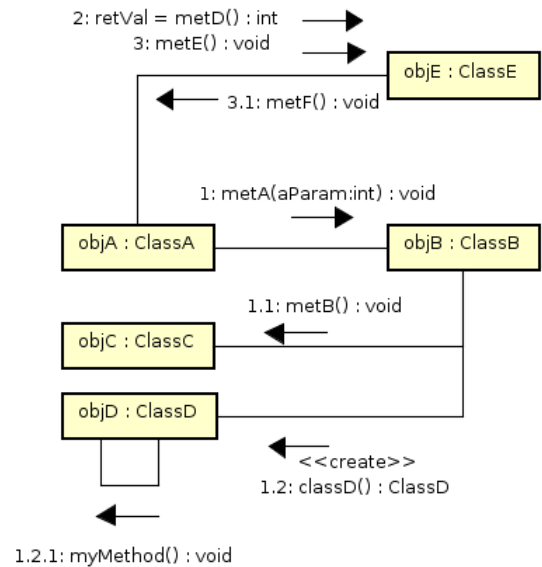 2: retVal = metD() : int
3: metE() : void
objE : ClassE
3.1: metF() : void
1: metA(aParam:int) : void
objA : ClassA
objB : ClassB
1.1: metB() : void
objC : ClassC
objD : ClassD
<<create>>
1.2: classD() : ClassD
1.2.1: myMethod() : void